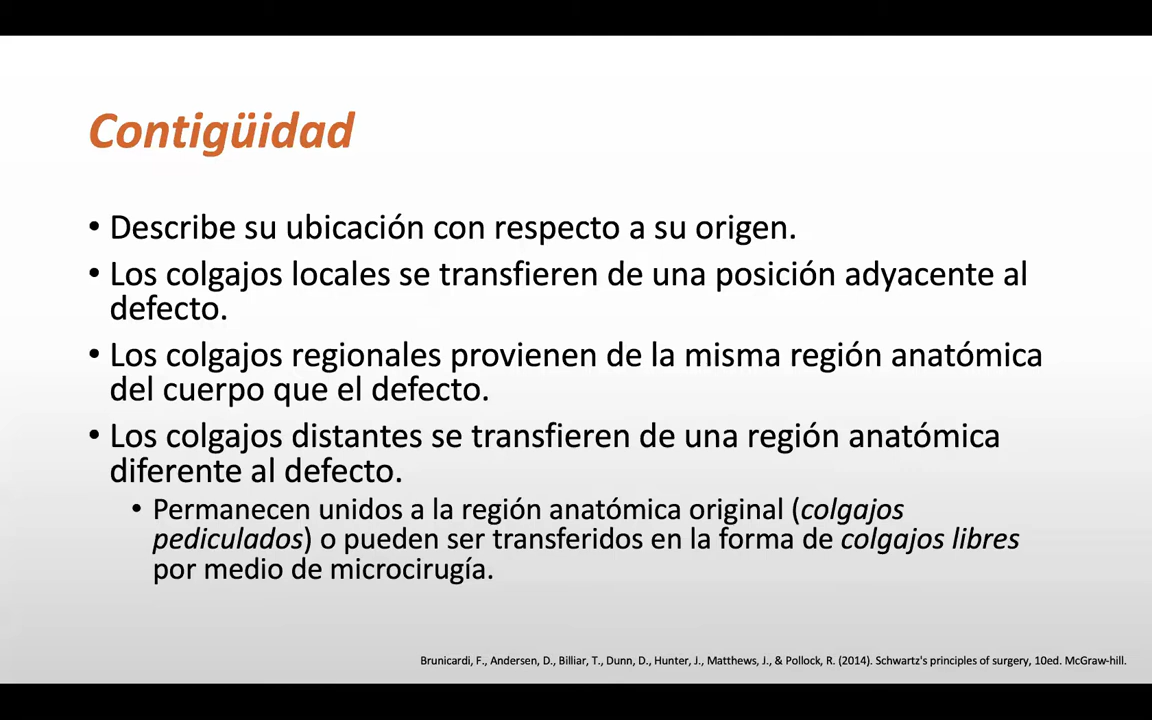 Contigüidad
• Describe su ubicación con respecto a su origen.
• Los colgajos locales se transfieren de una posición adyacente al
defecto.
• Los colgajos regionales provienen de la misma región anatómica
del cuerpo que el defecto.
• Los colgajos distantes se transfieren de una región anatómica
diferente al defecto.
• Permanecen unidos a la región anatómica original (colgajos
pediculados) o pueden ser transferidos en la forma de colgajos libres
por medio de microcirugía.
Brunicardi, F., Andersen, D., Billiar, T., Dunn, D., Hunter, J., Matthews, J., & Pollock, R. (2014). Schwartz's principles of surgery, 10ed. McGraw-hill.